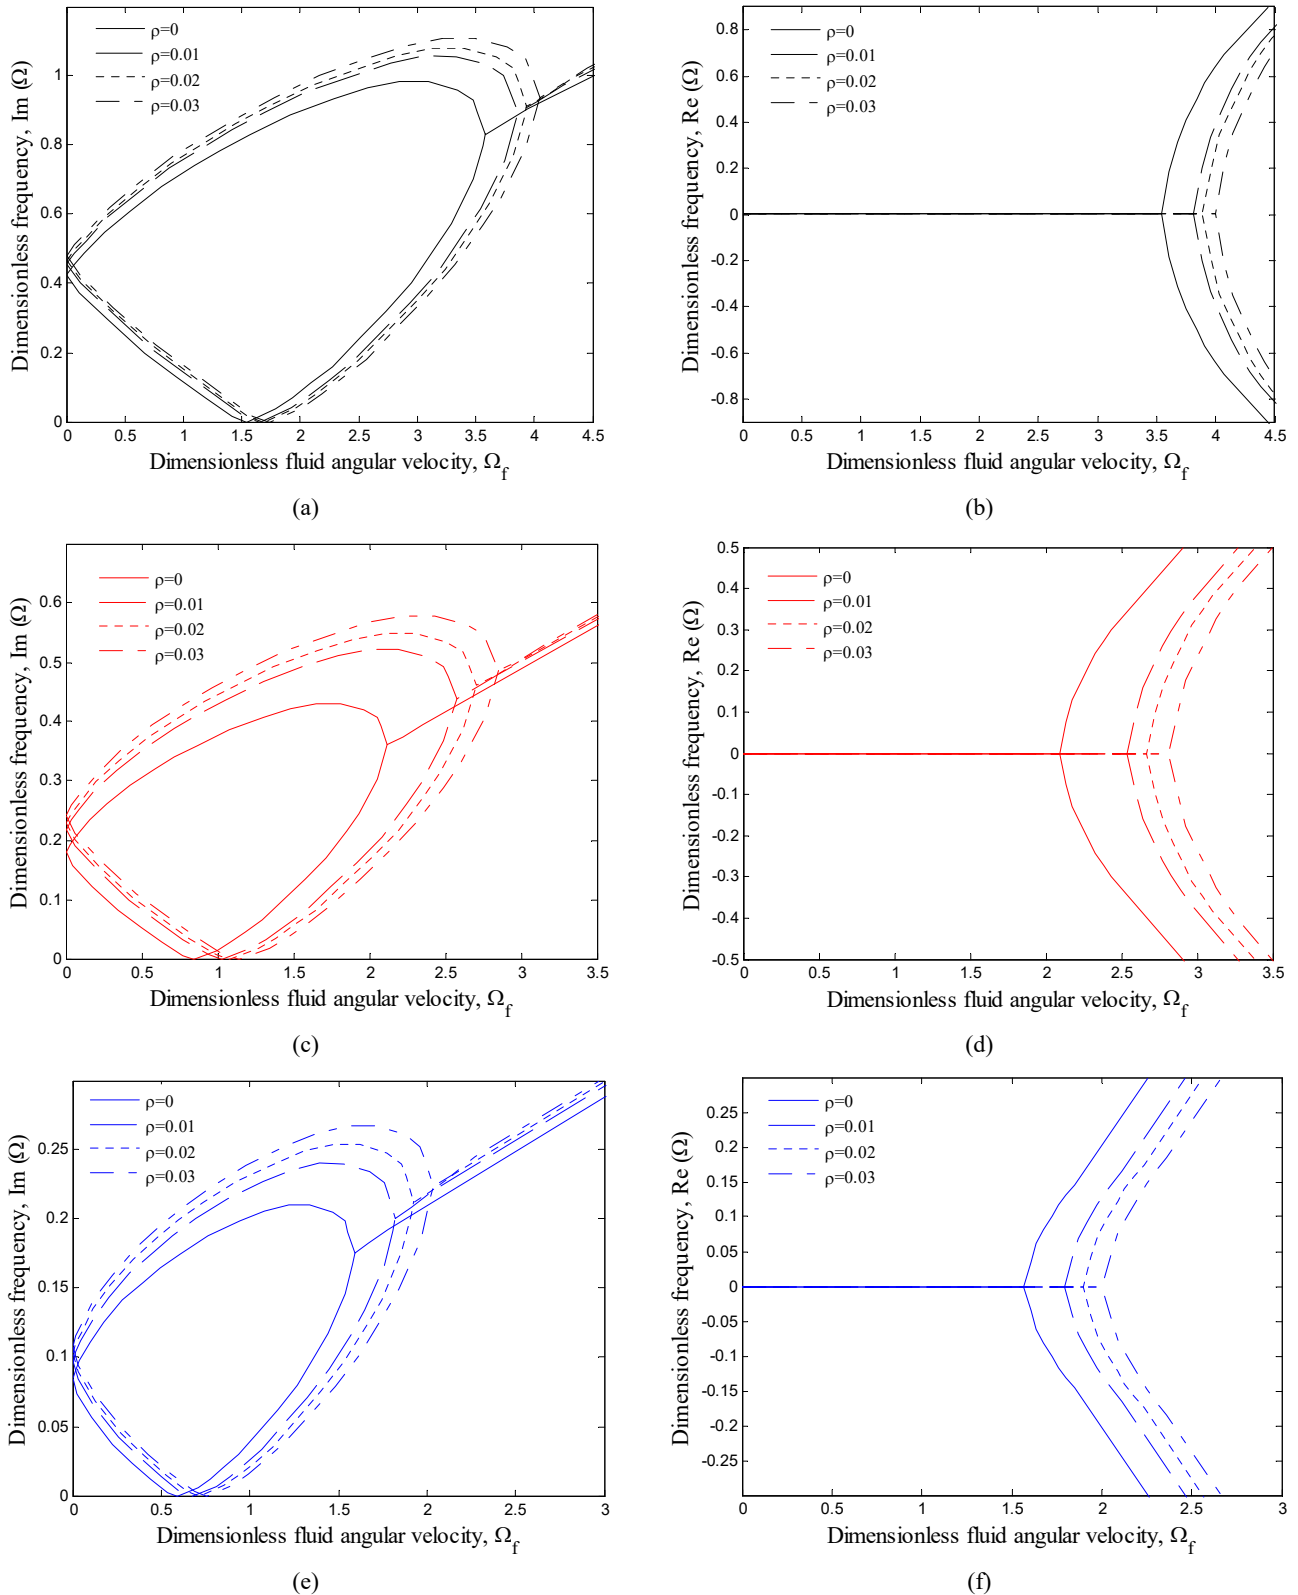 ρ=0
ρ=0.01
ρ=0.02
ρ=0.03
Dimensionless frequency, Im (Ω)
1
0.8
0.6
0.4
0.2
0
0 0.5 1 1.5 2 2.5 3 3.5 4 4.5
Dimensionless fluid angular velocity, Ω_f
(a)
ρ=0
ρ=0.01
ρ=0.02
ρ=0.03
Dimensionless frequency, Re (Ω)
0.8
0.6
0.4
0.2
0
-0.2
-0.4
-0.6
-0.8
0 0.5 1 1.5 2 2.5 3 3.5 4 4.5
Dimensionless fluid angular velocity, Ω_f
(b)
ρ=0
ρ=0.01
ρ=0.02
ρ=0.03
Dimensionless frequency, Im (Ω)
0.6
0.5
0.4
0.3
0.2
0.1
0
0 0.5 1 1.5 2 2.5 3 3.5
Dimensionless fluid angular velocity, Ω_f
(c)
ρ=0
ρ=0.01
ρ=0.02
ρ=0.03
Dimensionless frequency, Re (Ω)
0.5
0.4
0.3
0.2
0.1
0
-0.1
-0.2
-0.3
-0.4
-0.5
0 0.5 1 1.5 2 2.5 3 3.5
Dimensionless fluid angular velocity, Ω_f
(d)
ρ=0
ρ=0.01
ρ=0.02
ρ=0.03
Dimensionless frequency, Im (Ω)
0.25
0.2
0.15
0.1
0.05
0
0 0.5 1 1.5 2 2.5 3
Dimensionless fluid angular velocity, Ω_f
(e)
ρ=0
ρ=0.01
ρ=0.02
ρ=0.03
Dimensionless frequency, Re (Ω)
0.25
0.2
0.15
0.1
0.05
0
-0.05
-0.1
-0.15
-0.2
-0.25
0 0.5 1 1.5 2 2.5 3
Dimensionless fluid angular velocity, Ω_f
(f)